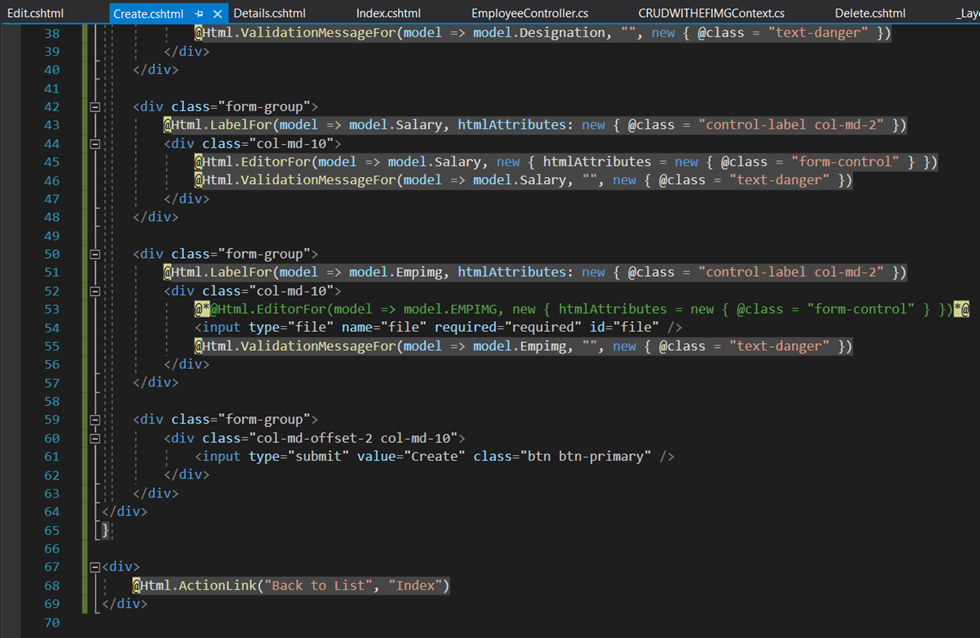 Edit.cshtml Create.cshtml Details.cshtml Index.cshtml EmployeeController.cs CRUDWITHEFIMGContext.cs Delete.cshtml _Lay
38 @Html.ValidationMessageFor(model => model.Designation, "", new { @class = "text-danger" })
39 </div>
40 </div>
41
42 <div class="form-group">
43 @Html.LabelFor(model => model.Salary, htmlAttributes: new { @class = "control-label col-md-2" })
44 <div class="col-md-10">
45 @Html.EditorFor(model => model.Salary, new { htmlAttributes = new { @class = "form-control" } })
46 @Html.ValidationMessageFor(model => model.Salary, "", new { @class = "text-danger" })
47 </div>
48 </div>
49
50 <div class="form-group">
51 @Html.LabelFor(model => model.Empimg, htmlAttributes: new { @class = "control-label col-md-2" })
52 <div class="col-md-10">
53 @*@Html.EditorFor(model => model.EMPIMG, new { htmlAttributes = new { @class = "form-control" } })*@
54 <input type="file" name="file" required="required" id="file" />
55 @Html.ValidationMessageFor(model => model.Empimg, "", new { @class = "text-danger" })
56 </div>
57 </div>
58
59 <div class="form-group">
60 <div class="col-md-offset-2 col-md-10">
61 <input type="submit" value="Create" class="btn btn-primary" />
62 </div>
63 </div>
64 </div>
65 }
66
67 <div>
68 @Html.ActionLink("Back to List", "Index")
69 </div>
70